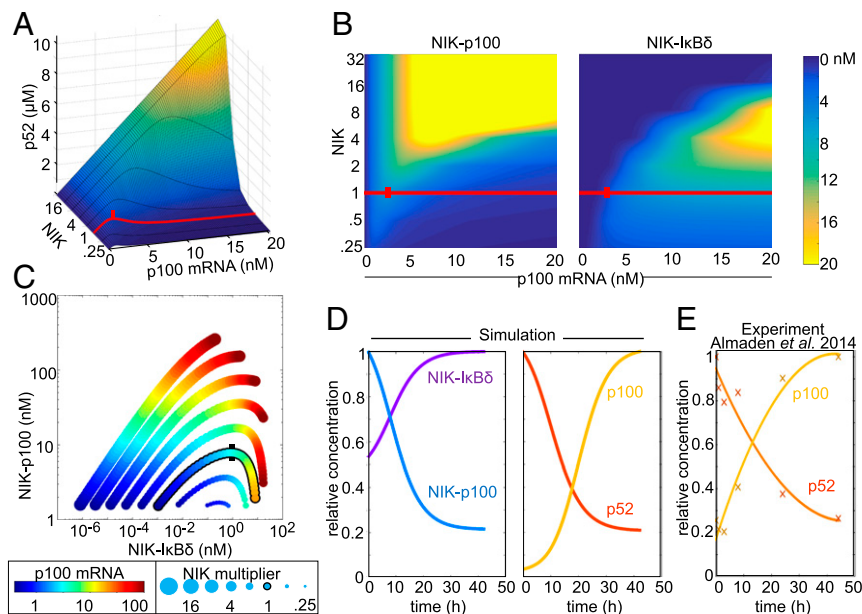 A
p52 (μM)
10
8
6
4
2
16
4
1
.25
NIK
0
5
10
15
20
p100 mRNA (nM)
B
NIK-p100
NIK-IκBδ
NIK
32
16
8
4
2
1
.5
.25
0
5
10
15
20
0
5
10
15
20
p100 mRNA (nM)
0 nM
4
8
12
16
20
C
NIK-p100 (nM)
1000
100
10
1
10-6
10-4
10-2
100
102
NIK-IκBδ (nM)
p100 mRNA
1
10
100
NIK multiplier
16
4
1
.25
D
Simulation
relative concentration
1
0.8
0.6
0.4
0.2
0
NIK-IκBδ
NIK-p100
0 10 20 30 40 50
time (h)
p100
p52
0 10 20 30 40 50
time (h)
E
Experiment
Almaden et al. 2014
relative concentration
1
0.8
0.6
0.4
0.2
0
p100
p52
0 10 20 30 40 50
time (h)